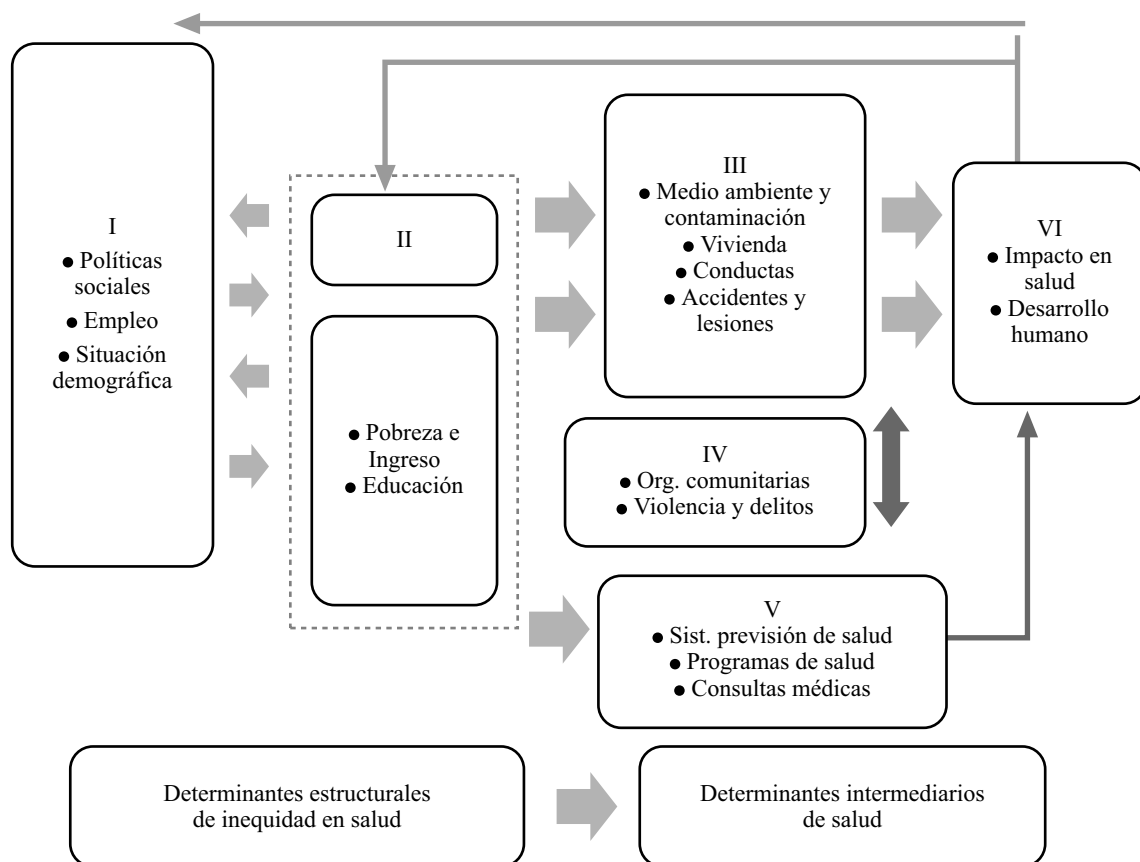 I
● Políticas
sociales
● Empleo
● Situación
demográfica
II
● Pobreza e
Ingreso
● Educación
III
● Medio ambiente y
contaminación
● Vivienda
● Conductas
● Accidentes y
lesiones
IV
● Org. comunitarias
● Violencia y delitos
V
● Sist. previsión de salud
● Programas de salud
● Consultas médicas
VI
● Impacto en
salud
● Desarrollo
humano
Determinantes estructurales
de inequidad en salud
Determinantes intermediarios
de salud